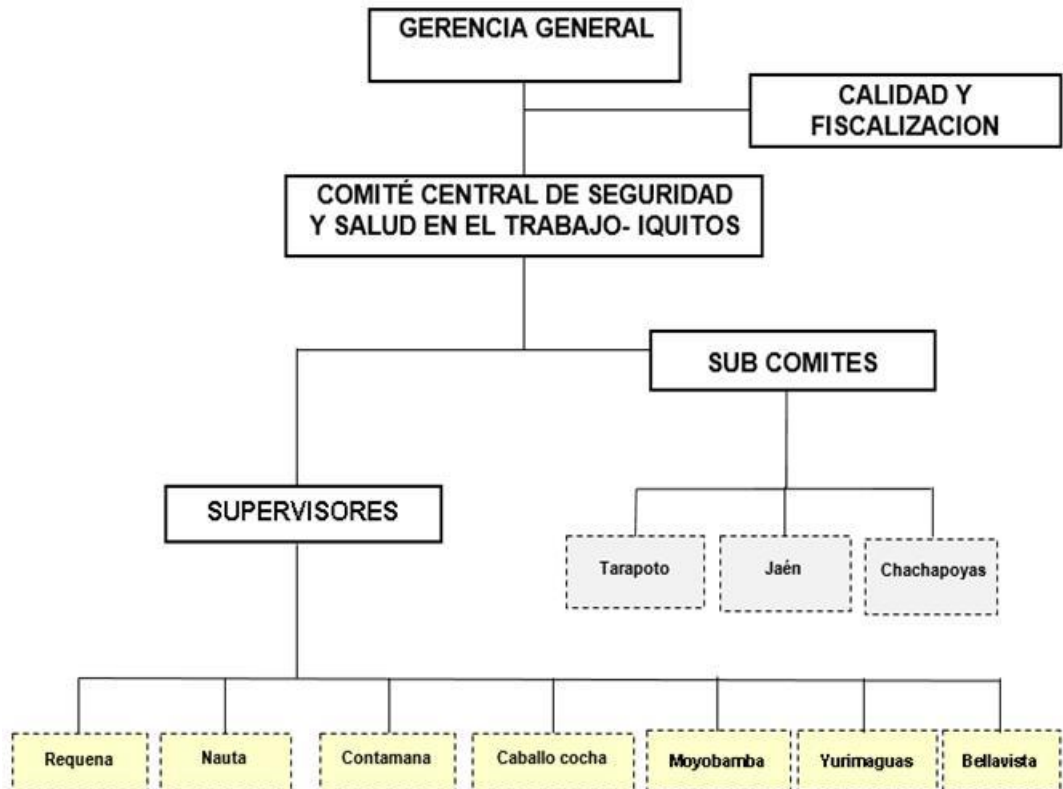 GERENCIA GENERAL
CALIDAD Y
FISCALIZACION
COMITÉ CENTRAL DE SEGURIDAD
Y SALUD EN EL TRABAJO- IQUITOS
SUB COMITES
SUPERVISORES
Tarapoto
Jaén
Chachapoyas
Requena
Nauta
Contamana
Caballo cocha
Moyobamba
Yurimaguas
Bellavista